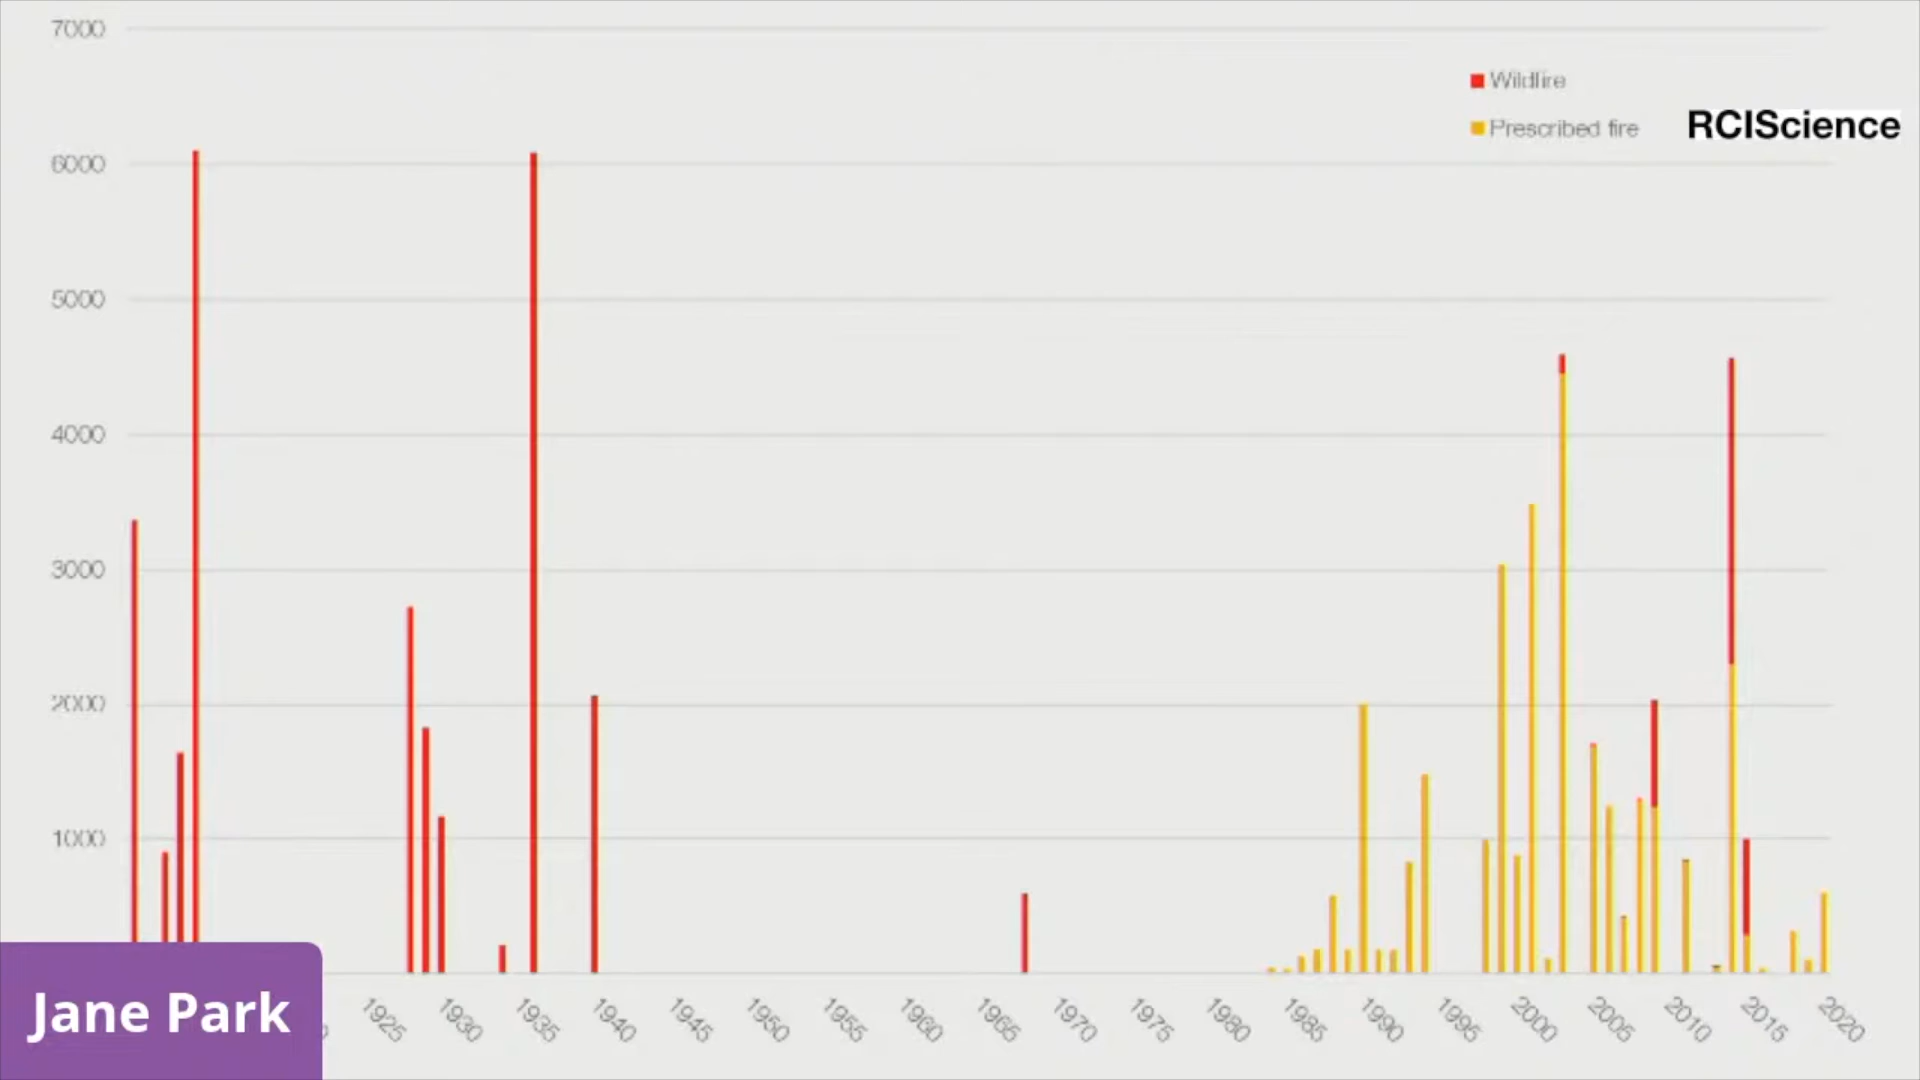 7000
Wildfire
Prescribed fire
RCIScience
6000
5000
4000
3000
2000
1000
1925 1930 1935 1940 1945 1950 1955 1960 1965 1970 1975 1980 1985 1990 1995 2000 2005 2010 2015 2020
Jane Park